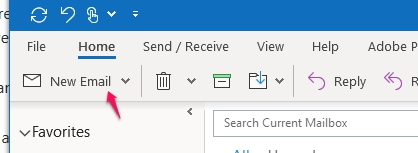 File Home Send / Receive View Help Adobe P
New Email Reply
Search Current Mailbox
Favorites